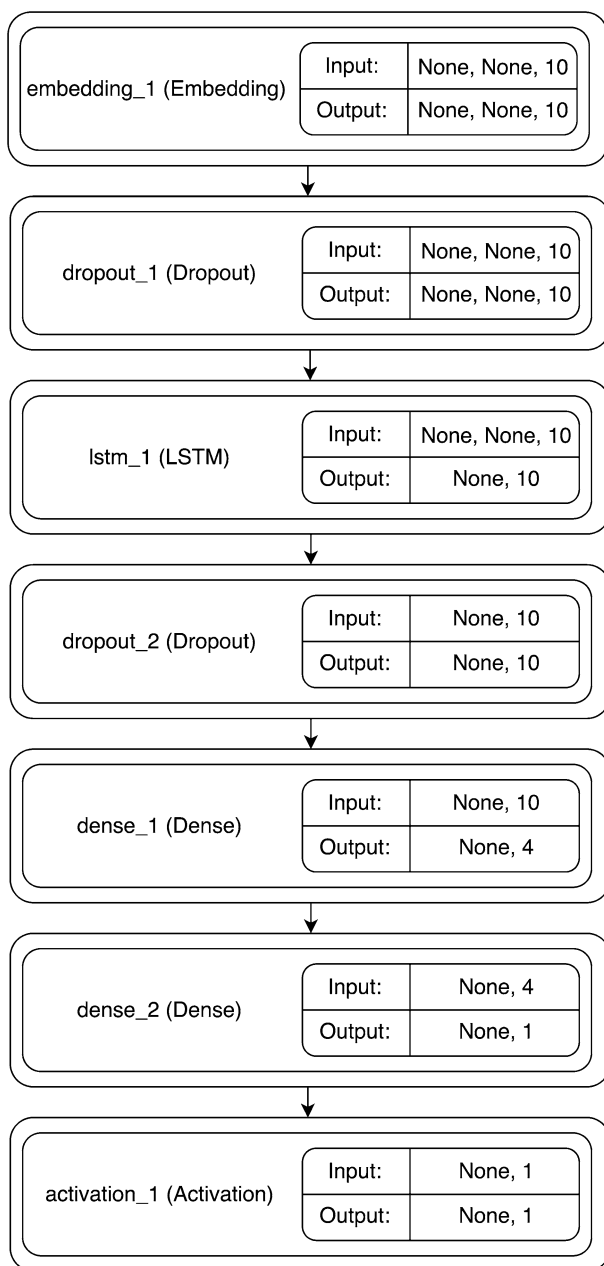 embedding_1 (Embedding)
Input: None, None, 10
Output: None, None, 10
dropout_1 (Dropout)
Input: None, None, 10
Output: None, None, 10
lstm_1 (LSTM)
Input: None, None, 10
Output: None, 10
dropout_2 (Dropout)
Input: None, 10
Output: None, 10
dense_1 (Dense)
Input: None, 10
Output: None, 4
dense_2 (Dense)
Input: None, 4
Output: None, 1
activation_1 (Activation)
Input: None, 1
Output: None, 1